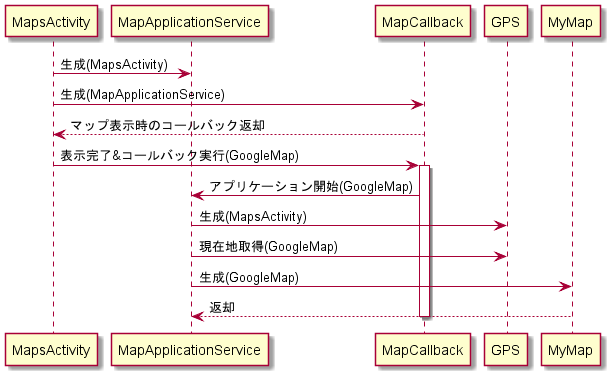 MapsActivity MapApplicationService MapCallback GPS MyMap
生成(MapsActivity)
生成(MapApplicationService)
マップ表示時のコールバック返却
表示完了&コールバック実行(GoogleMap)
アプリケーション開始(GoogleMap)
生成(MapsActivity)
現在地取得(GoogleMap)
生成(GoogleMap)
返却
MapsActivity MapApplicationService MapCallback GPS MyMap